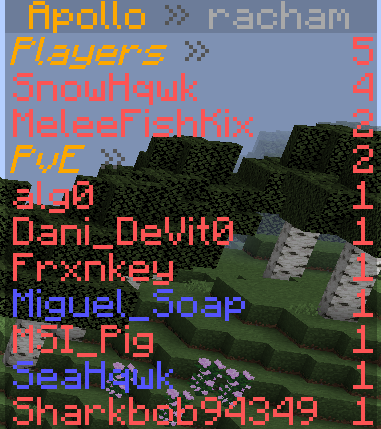 Apollo » racham
Players » 5
SnowHqwk 4
MeleeFishKix 2
PvE » 2
alg0 1
Dani_DeVit0 1
Frxnkey 1
Miguel_Soap 1
MSI_Pig 1
SeaHqwk 1
Sharkbob94349 1